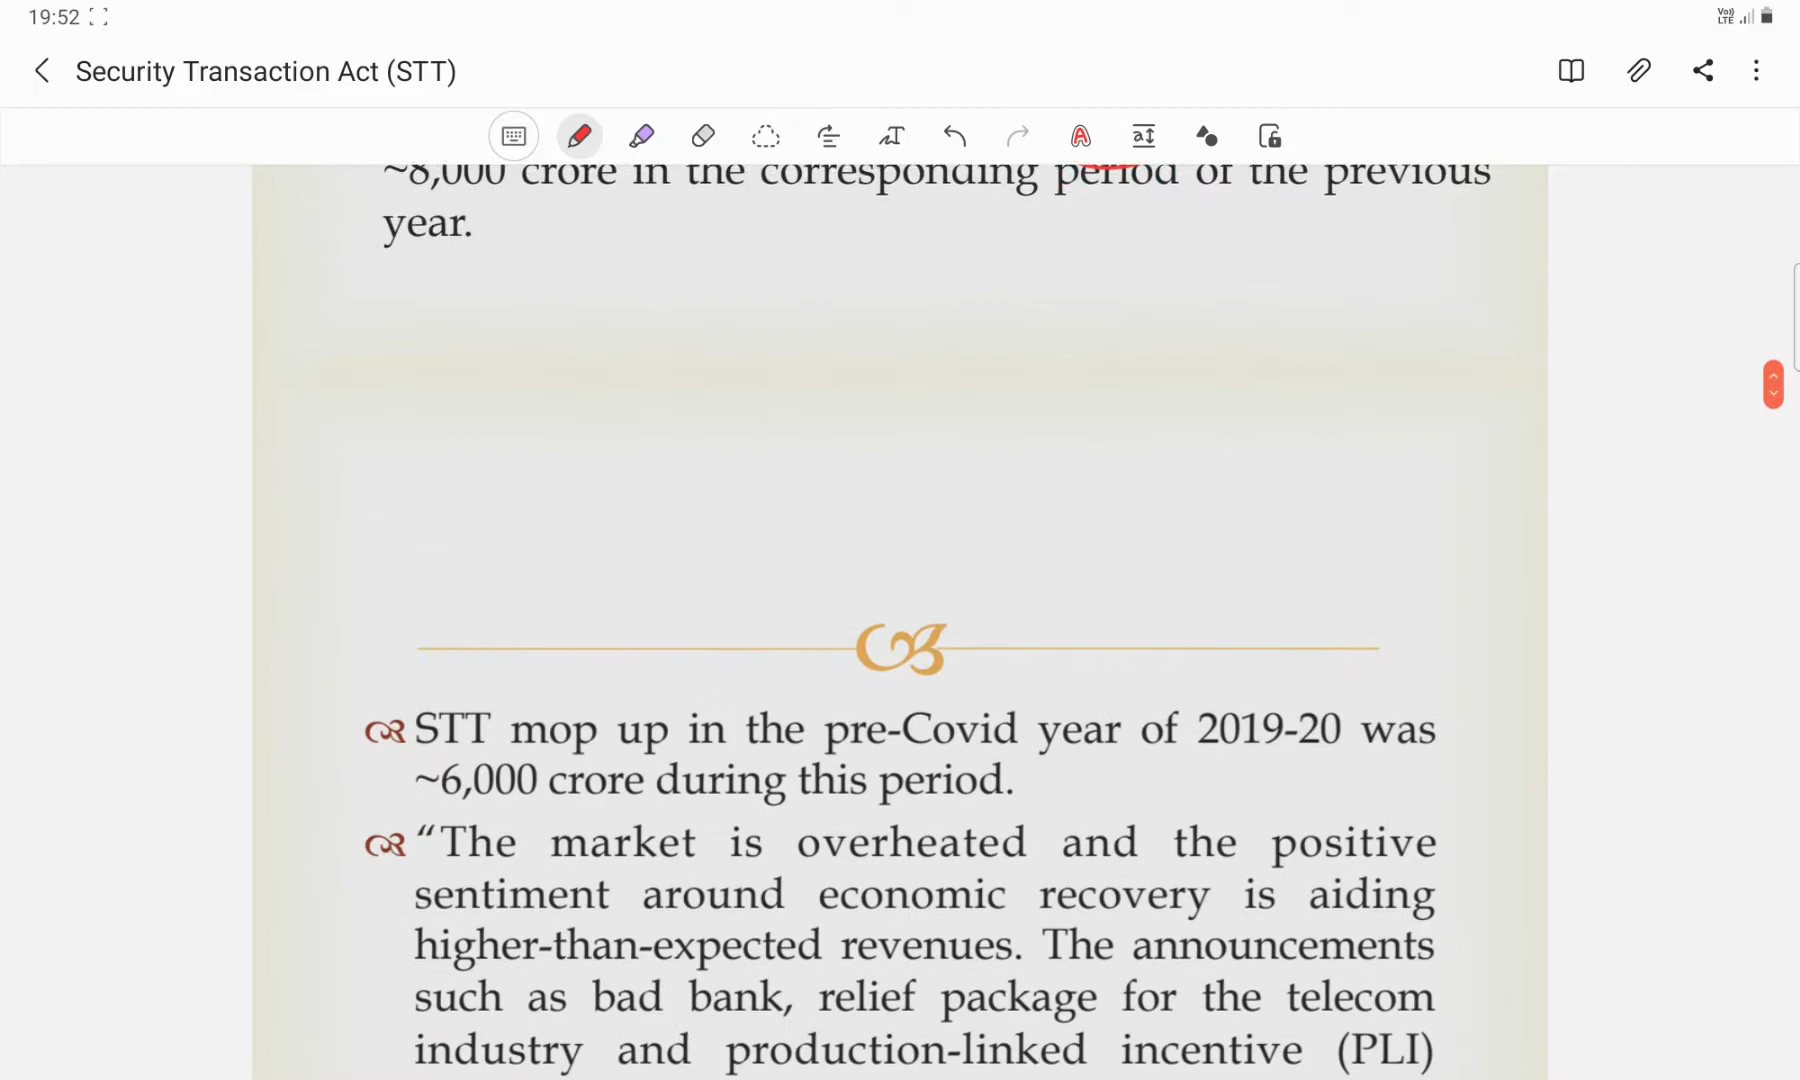 19:52
Vo))
LTE
Security Transaction Act (STT)
~8,000 crore in the corresponding period of the previous
year.
STT mop up in the pre-Covid year of 2019-20 was
~6,000 crore during this period.
“The market is overheated and the positive
sentiment around economic recovery is aiding
higher-than-expected revenues. The announcements
such as bad bank, relief package for the telecom
industry and production-linked incentive (PLI)